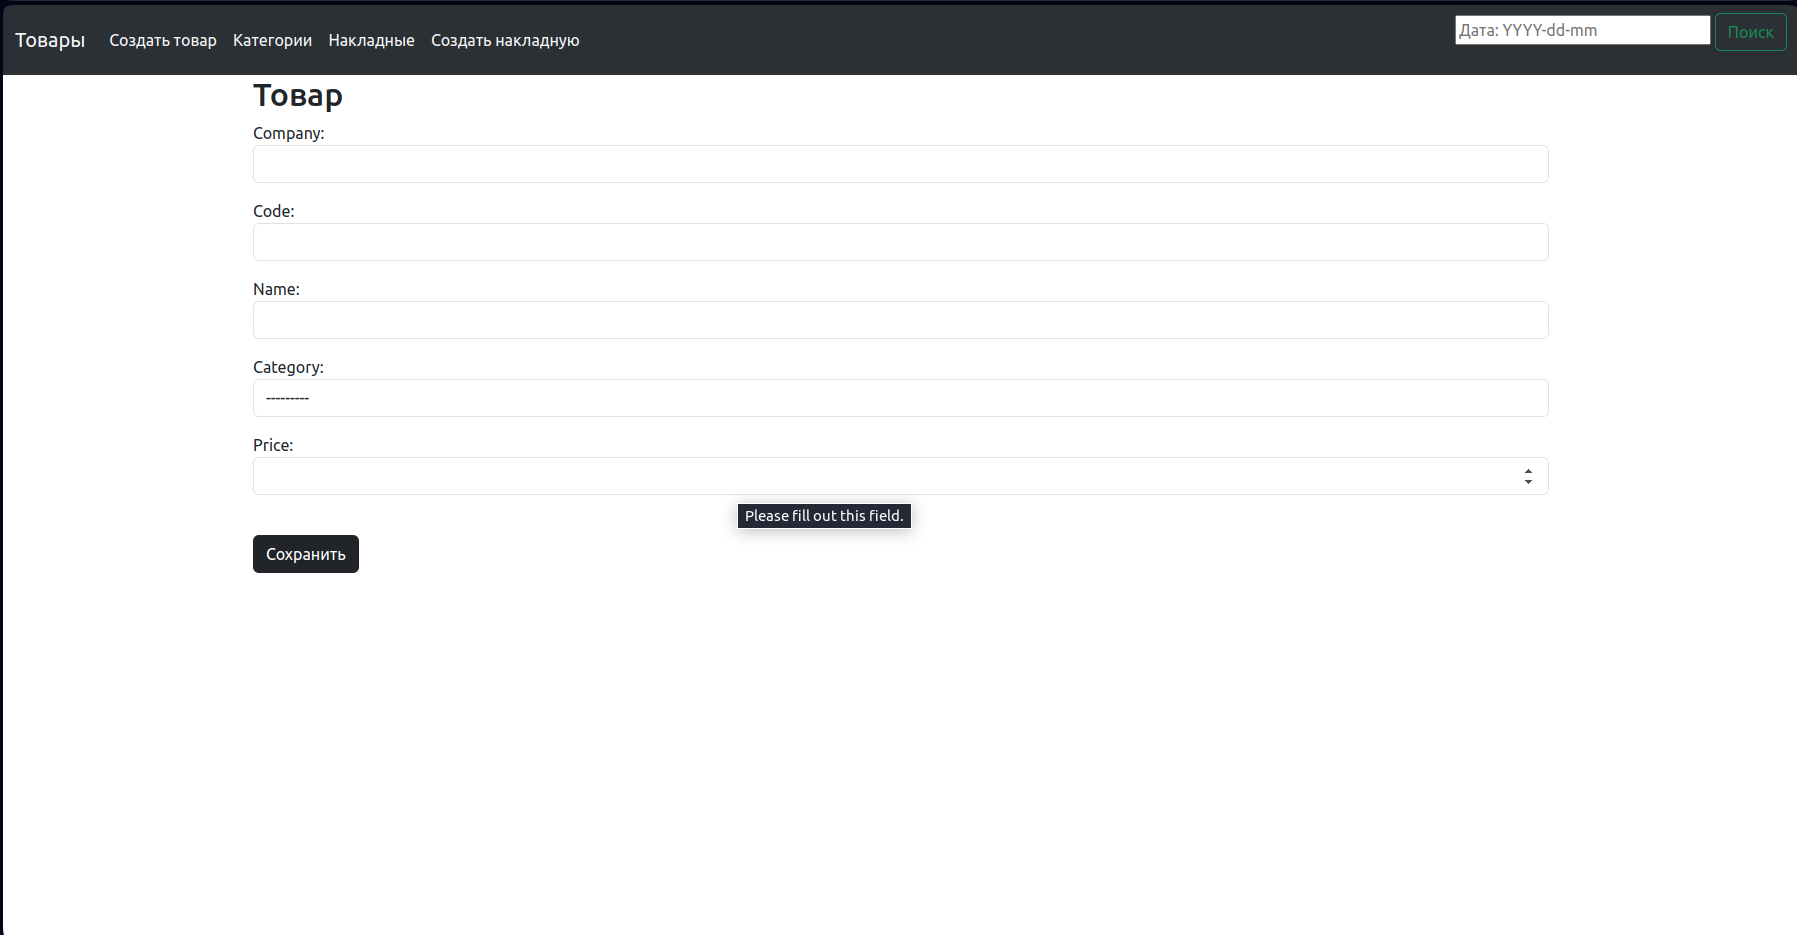 Товары Создать товар Категории Накладные Создать накладную Дата: YYYY-dd-mm Поиск
Товар
Company:
Code:
Name:
Category:
---------
Price:
Please fill out this field.
Сохранить